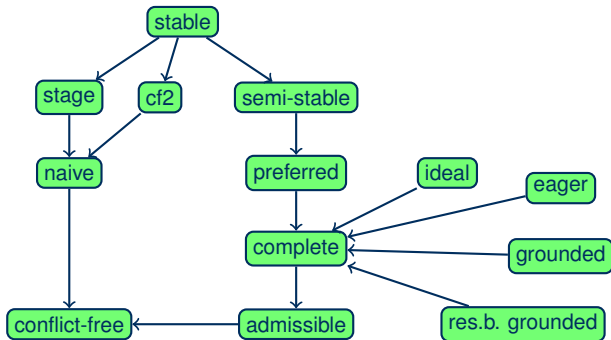 stable
stage
cf2
semi-stable
naive
preferred
ideal
eager
complete
grounded
conflict-free
admissible
res.b. grounded